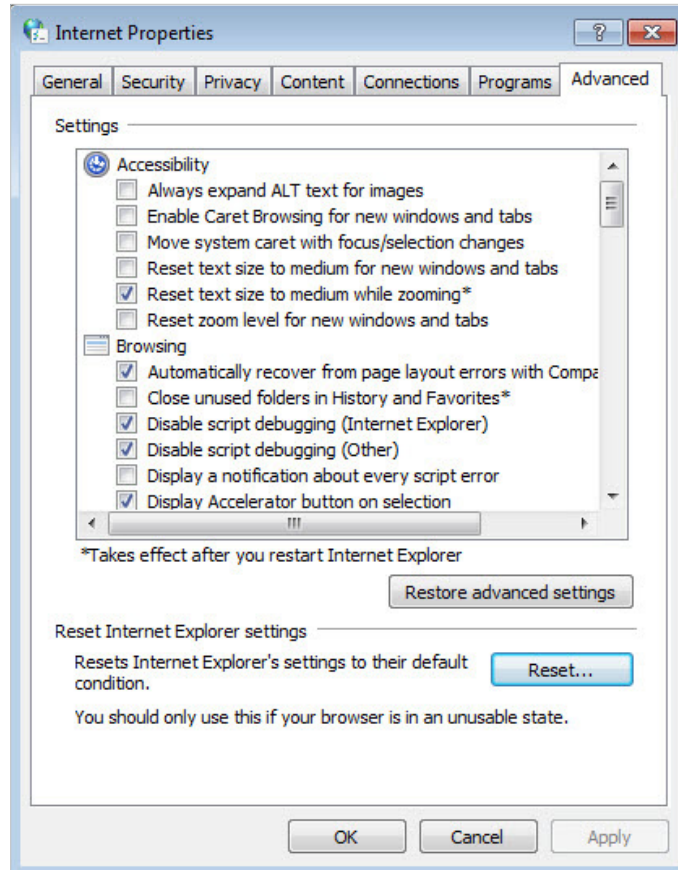 Internet Properties
General Security Privacy Content Connections Programs Advanced
Settings
Accessibility
Always expand ALT text for images
Enable Caret Browsing for new windows and tabs
Move system caret with focus/selection changes
Reset text size to medium for new windows and tabs
Reset text size to medium while zooming*
Reset zoom level for new windows and tabs
Browsing
Automatically recover from page layout errors with Compa
Close unused folders in History and Favorites*
Disable script debugging (Internet Explorer)
Disable script debugging (Other)
Display a notification about every script error
Display Accelerator button on selection
*Takes effect after you restart Internet Explorer
Restore advanced settings
Reset Internet Explorer settings
Resets Internet Explorer's settings to their default
condition.
Reset...
You should only use this if your browser is in an unusable state.
OK Cancel Apply